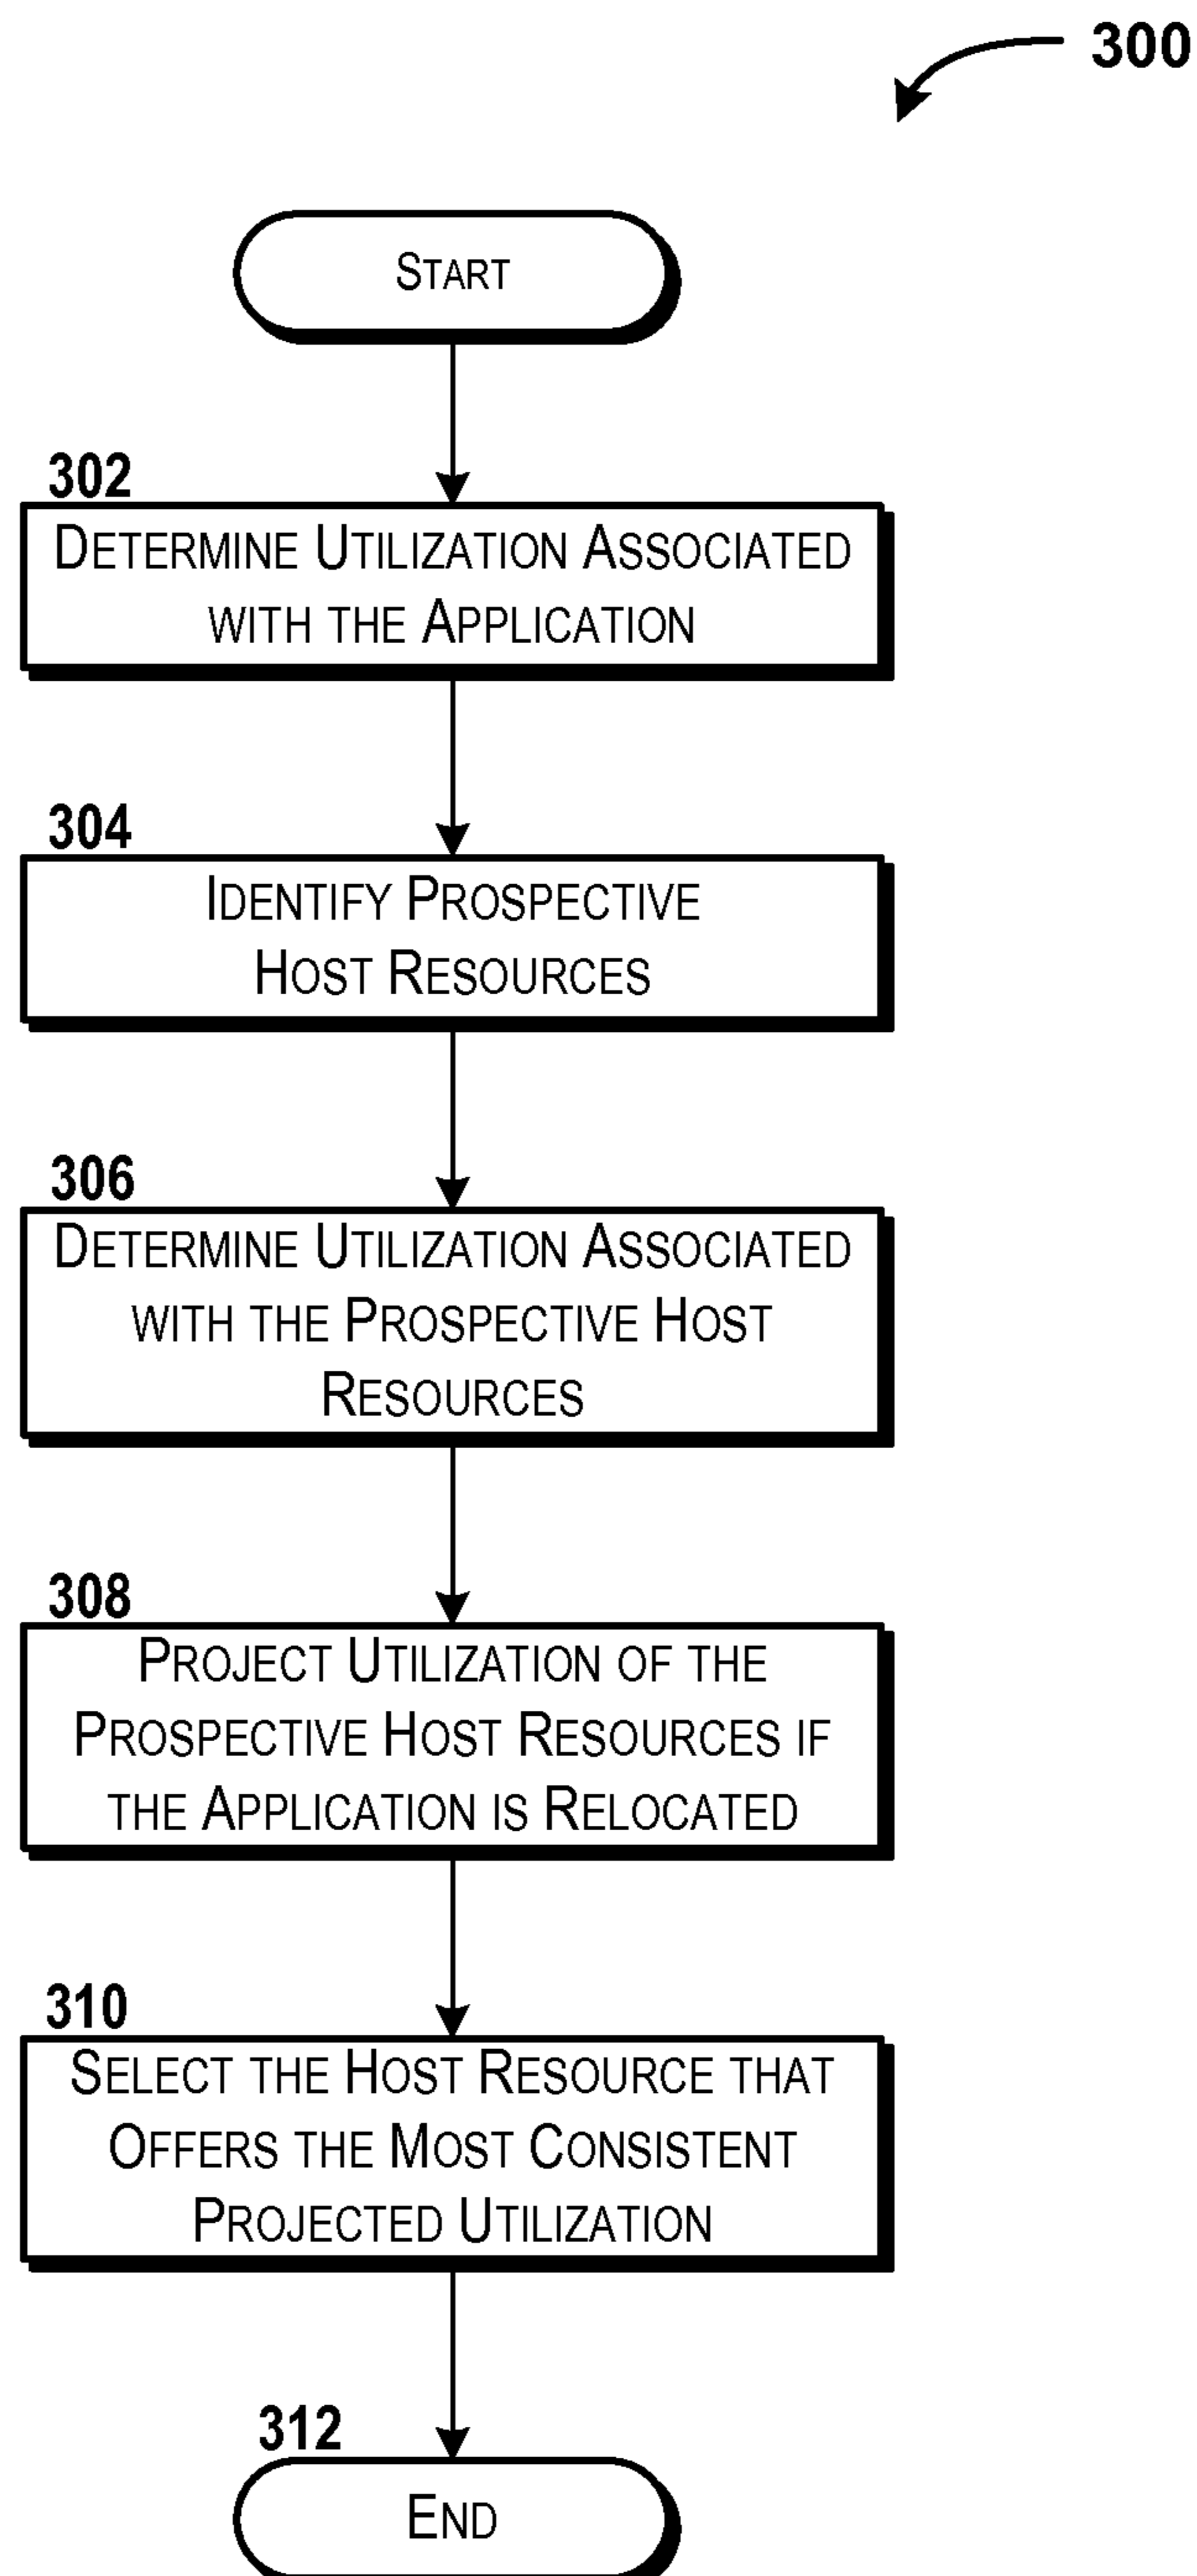 300
START
302
DETERMINE UTILIZATION ASSOCIATED
WITH THE APPLICATION
304
IDENTIFY PROSPECTIVE
HOST RESOURCES
306
DETERMINE UTILIZATION ASSOCIATED
WITH THE PROSPECTIVE HOST
RESOURCES
308
PROJECT UTILIZATION OF THE
PROSPECTIVE HOST RESOURCES IF
THE APPLICATION IS RELOCATED
310
SELECT THE HOST RESOURCE THAT
OFFERS THE MOST CONSISTENT
PROJECTED UTILIZATION
312
END